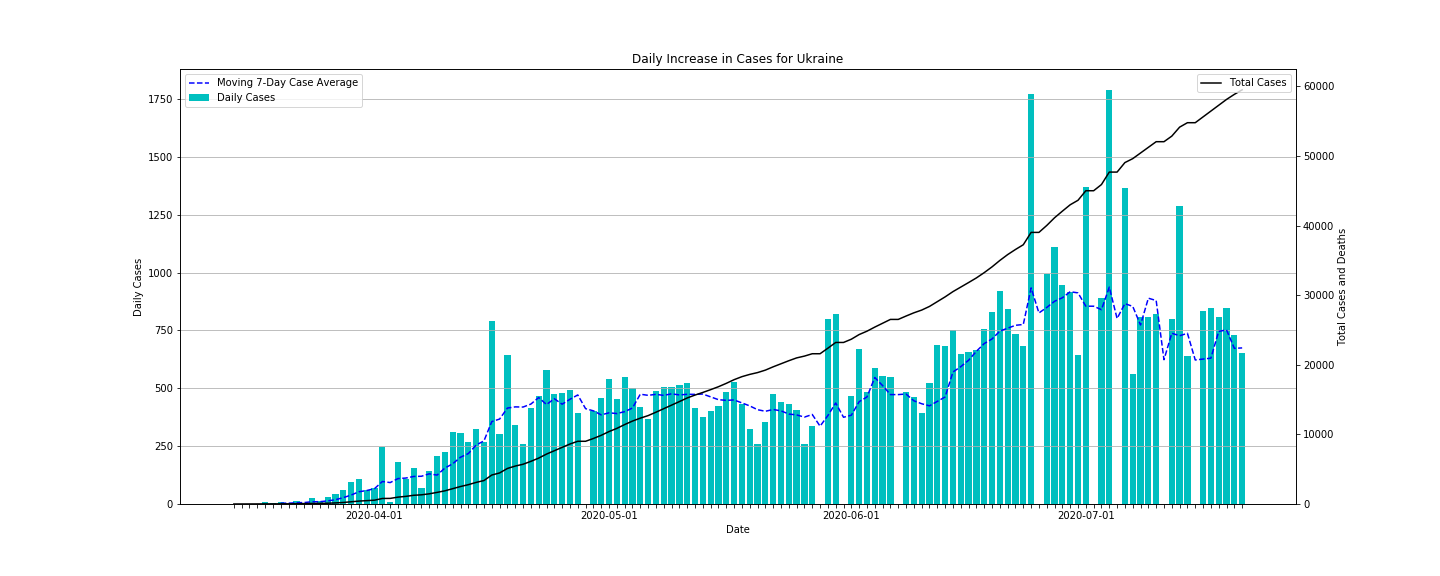 Daily Increase in Cases for Ukraine
Moving 7-Day Case Average
Daily Cases
Total Cases
1750
1500
1250
1000
750
500
250
0
Daily Cases
60000
50000
40000
30000
20000
10000
0
Total Cases and Deaths
2020-04-01
2020-05-01
2020-06-01
2020-07-01
Date